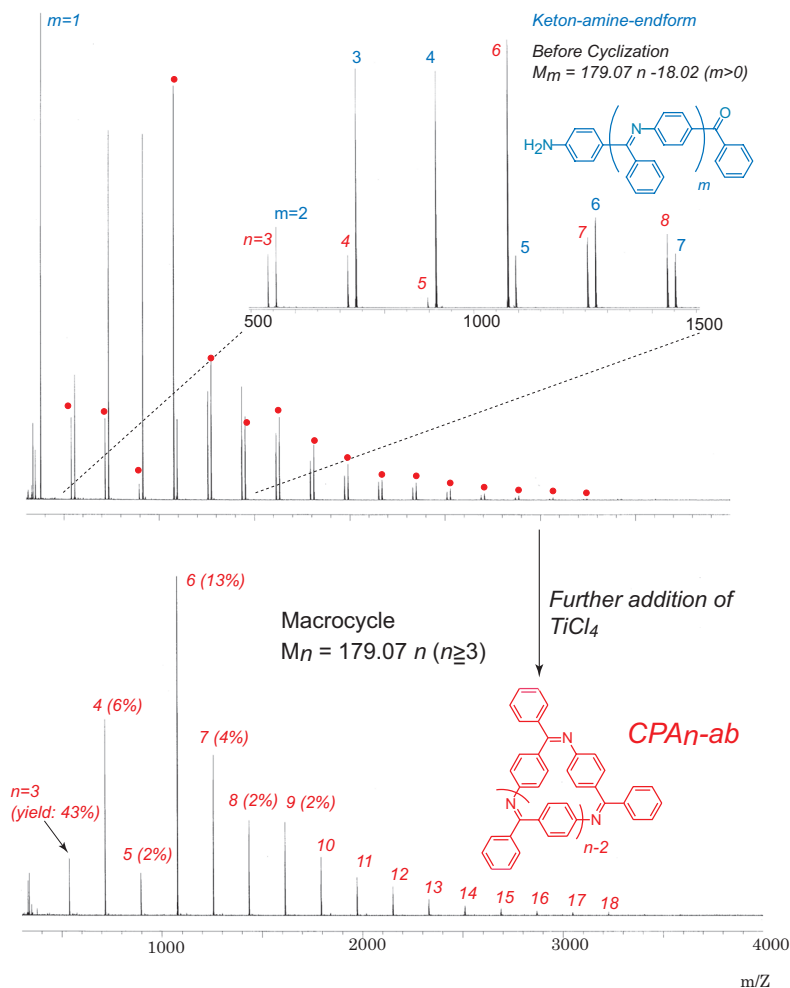 m=1
Keton-amine-endform
Before Cyclization
Mm = 179.07 n -18.02 (m>0)
3
4
6
O
N
H2N
m
m=2
n=3
4
5
5
7
6
8
7
500
1000
1500
Further addition of
TiCl4
6 (13%)
Macrocycle
Mn = 179.07 n (n≧3)
4 (6%)
7 (4%)
CPAn-ab
N
N
N
n-2
n=3
(yield: 43%)
8 (2%)
9 (2%)
5 (2%)
10
11
12
13
14
15
16
17
18
1000
2000
3000
4000
m/Z